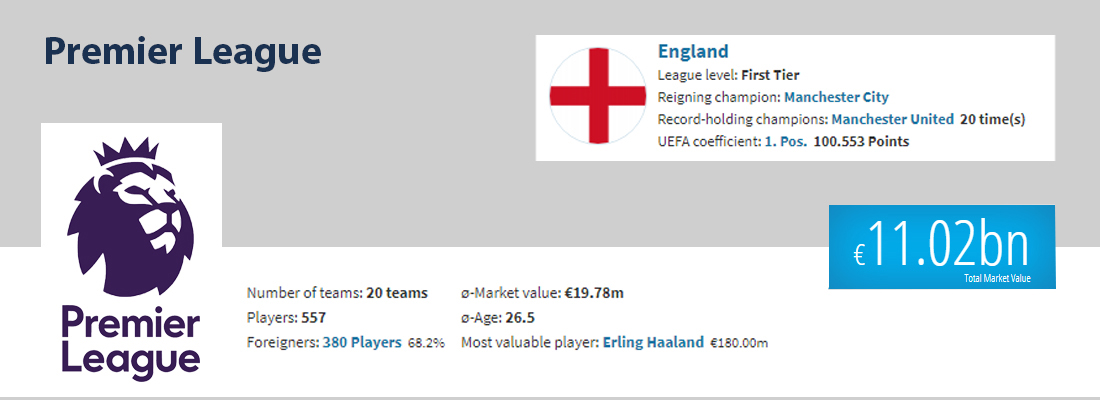 Premier League
England
League level: First Tier
Reigning champion: Manchester City
Record-holding champions: Manchester United 20 time(s)
UEFA coefficient: 1. Pos. 100.553 Points
€11.02bn
Total Market Value
Premier
League
Number of teams: 20 teams
Players: 557
Foreigners: 380 Players 68.2%
ø-Market value: €19.78m
ø-Age: 26.5
Most valuable player: Erling Haaland €180.00m